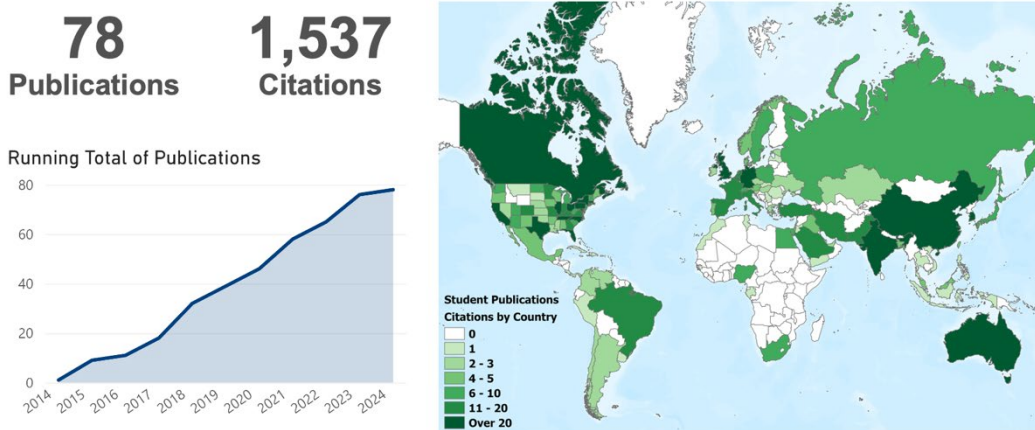 78
Publications
1,537
Citations
Running Total of Publications
80
60
40
20
0
2014
2015
2016
2017
2018
2019
2020
2021
2022
2023
2024
Student Publications
Citations by Country
0
1
2 - 3
4 - 5
6 - 10
11 - 20
Over 20